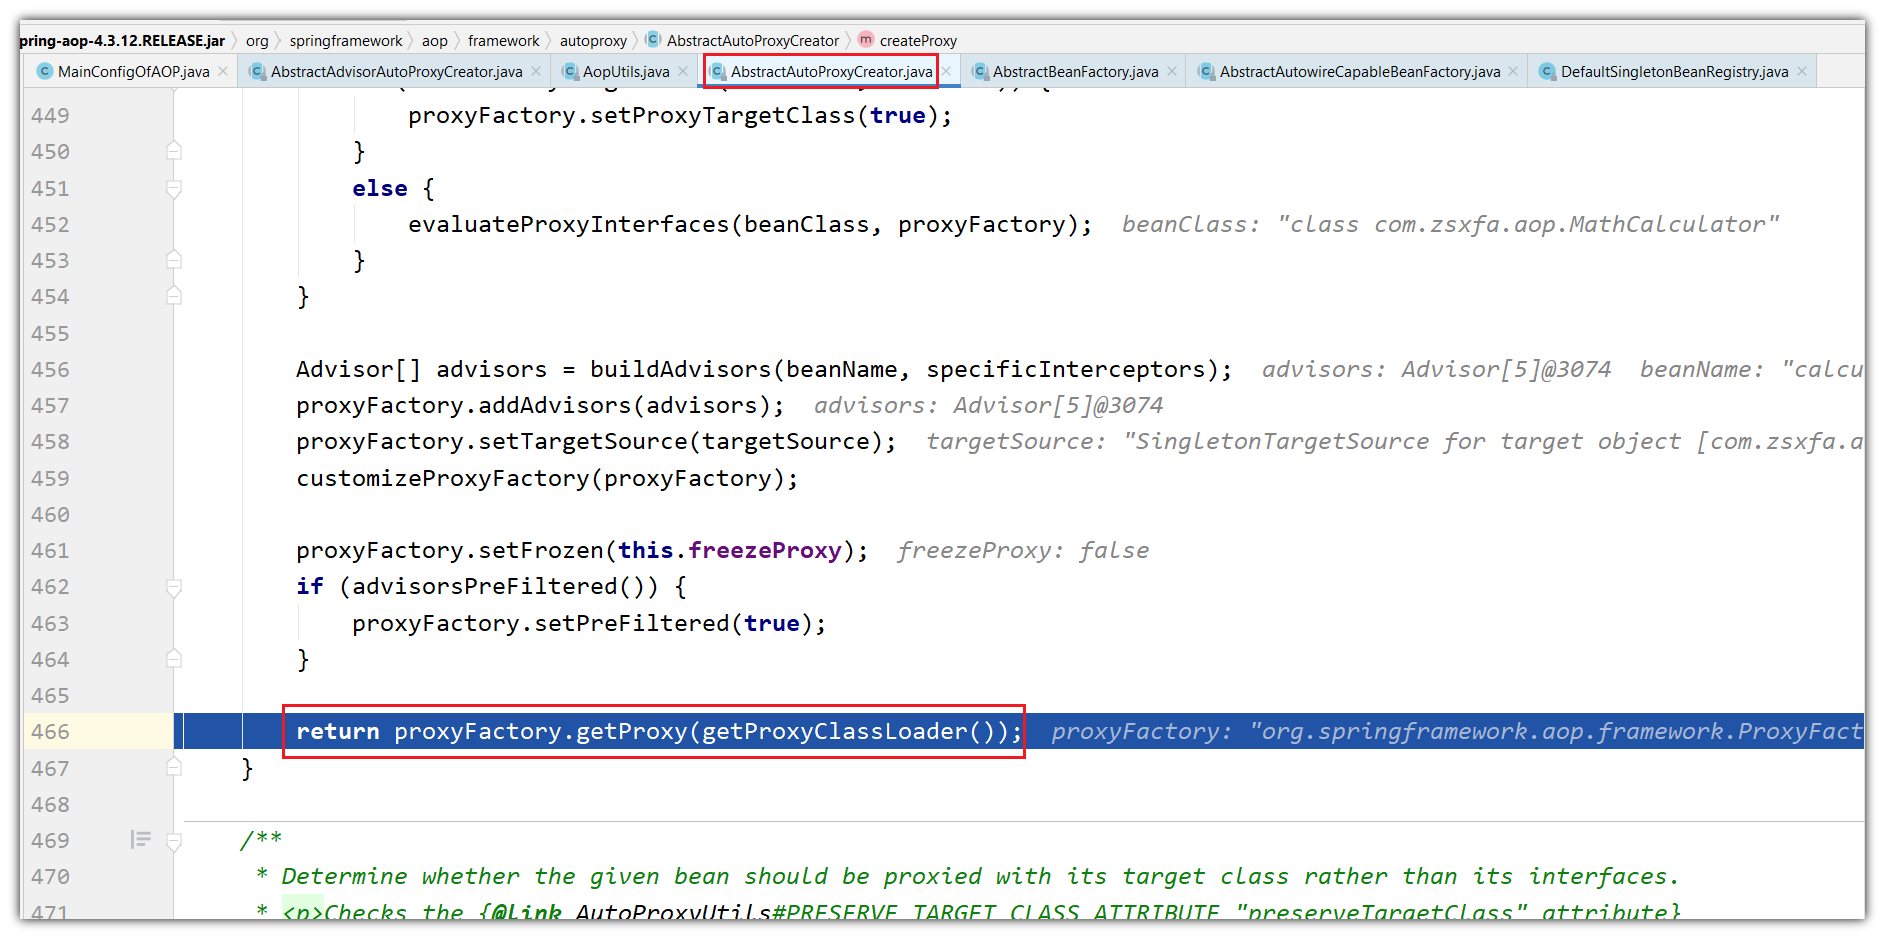 pring-aop-4.3.12.RELEASE.jar org springframework aop framework autoproxy AbstractAutoProxyCreator createProxy
MainConfigOfAOP.java AbstractAdvisorAutoProxyCreator.java AopUtils.java AbstractAutoProxyCreator.java AbstractBeanFactory.java AbstractAutowireCapableBeanFactory.java DefaultSingletonBeanRegistry.java
449 proxyFactory.setProxyTargetClass(true);
450 }
451 else {
452 evaluateProxyInterfaces(beanClass, proxyFactory); beanClass: "class com.zsxfa.aop.MathCalculator"
453 }
454 }
455
456 Advisor[] advisors = buildAdvisors(beanName, specificInterceptors); advisors: Advisor[5]@3074 beanName: "calcu
457 proxyFactory.addAdvisors(advisors); advisors: Advisor[5]@3074
458 proxyFactory.setTargetSource(targetSource); targetSource: "SingletonTargetSource for target object [com.zsxfa.a
459 customizeProxyFactory(proxyFactory);
460
461 proxyFactory.setFrozen(this.freezeProxy); freezeProxy: false
462 if (advisorsPreFiltered()) {
463 proxyFactory.setPreFiltered(true);
464 }
465
466 return proxyFactory.getProxy(getProxyClassLoader()); proxyFactory: "org.springframework.aop.framework.ProxyFact
467 }
468
469 /**
470 * Determine whether the given bean should be proxied with its target class rather than its interfaces.
471 * <p>Checks the {@link AutoProxyUtils#PRESERVE_TARGET_CLASS_ATTRIBUTE "preserveTargetClass" attribute}